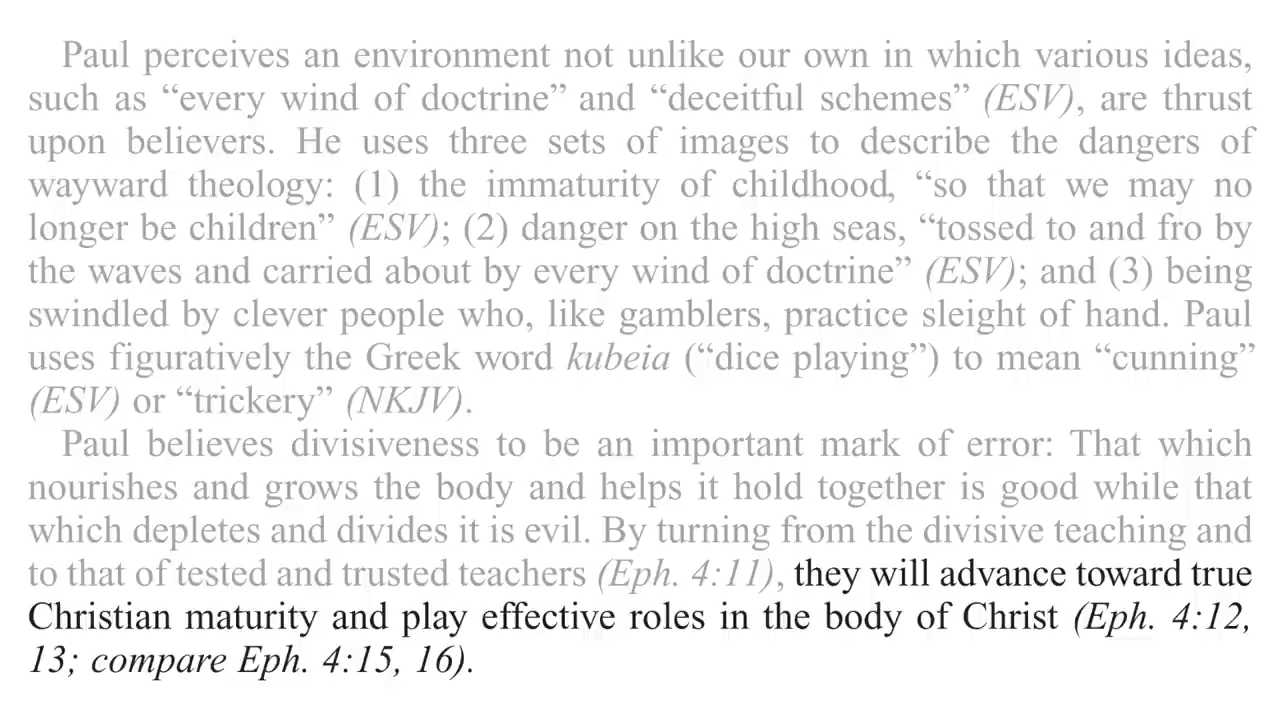 Paul perceives an environment not unlike our own in which various ideas,
such as “every wind of doctrine” and “deceitful schemes” (ESV), are thrust
upon believers. He uses three sets of images to describe the dangers of
wayward theology: (1) the immaturity of childhood, “so that we may no
longer be children” (ESV); (2) danger on the high seas, “tossed to and fro by
the waves and carried about by every wind of doctrine” (ESV); and (3) being
swindled by clever people who, like gamblers, practice sleight of hand. Paul
uses figuratively the Greek word kubeia (“dice playing”) to mean “cunning”
(ESV) or “trickery” (NKJV).
Paul believes divisiveness to be an important mark of error: That which
nourishes and grows the body and helps it hold together is good while that
which depletes and divides it is evil. By turning from the divisive teaching and
to that of tested and trusted teachers (Eph. 4:11), they will advance toward true
Christian maturity and play effective roles in the body of Christ (Eph. 4:12,
13; compare Eph. 4:15, 16).